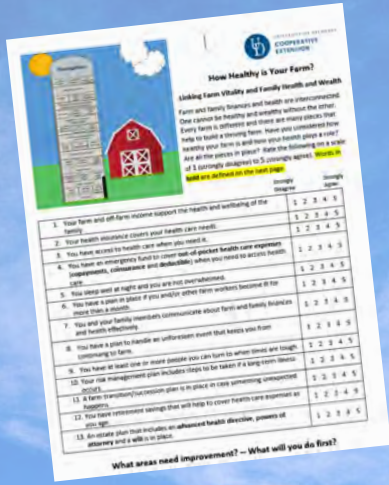 UD
UNIVERSITY OF DELAWARE
COOPERATIVE
EXTENSION
How Healthy is Your Farm?
Linking Farm Vitality and Family Health and Wealth
Farm and family finances and health are interconnected.
One cannot be healthy and wealthy without the other.
Every farm is different and there are many places that
help to build a thriving farm. Have you considered how
healthy your farm is and how your health plays a role?
Are all the pieces in place? Rate the following on a scale
of 1 (strongly disagree) to 5 (strongly agree). Words in
bold are defined on the next page.
Strongly Disagree
Strongly agree
1. Your farm and off-farm income support the health and wellbeing of the family.
1 2 3 4 5
2. Your health insurance covers your health care needs.
1 2 3 4 5
3. You have access to health care when you need it.
1 2 3 4 5
4. You have an emergency fund to cover out-of-pocket health care expenses
(copayments, coinsurance and deductible) when you need to access health
care.
1 2 3 4 5
5. You sleep well at night and you are not overwhelmed.
1 2 3 4 5
6. You have a plan in place if you and/or other farm workers become ill for
more than a month.
1 2 3 4 5
7. You and your family members communicate about farm and family finances
and health effectively.
1 2 3 4 5
8. You have a plan to handle an unforeseen event that keeps you from
continuing to farm.
1 2 3 4 5
9. You have at least one or more people you can turn to when times are tough.
1 2 3 4 5
10. Your risk management plan includes steps to be taken if a long-term illness
occurs.
1 2 3 4 5
11. A farm transition/succession plan is in place in case something unexpected
happens.
1 2 3 4 5
12. You have retirement savings that will help to cover health care expenses as
you age.
1 2 3 4 5
13. An estate plan that includes an advanced health directive, powers of
attorney and a will is in place.
1 2 3 4 5
What areas need improvement? — What will you do first?